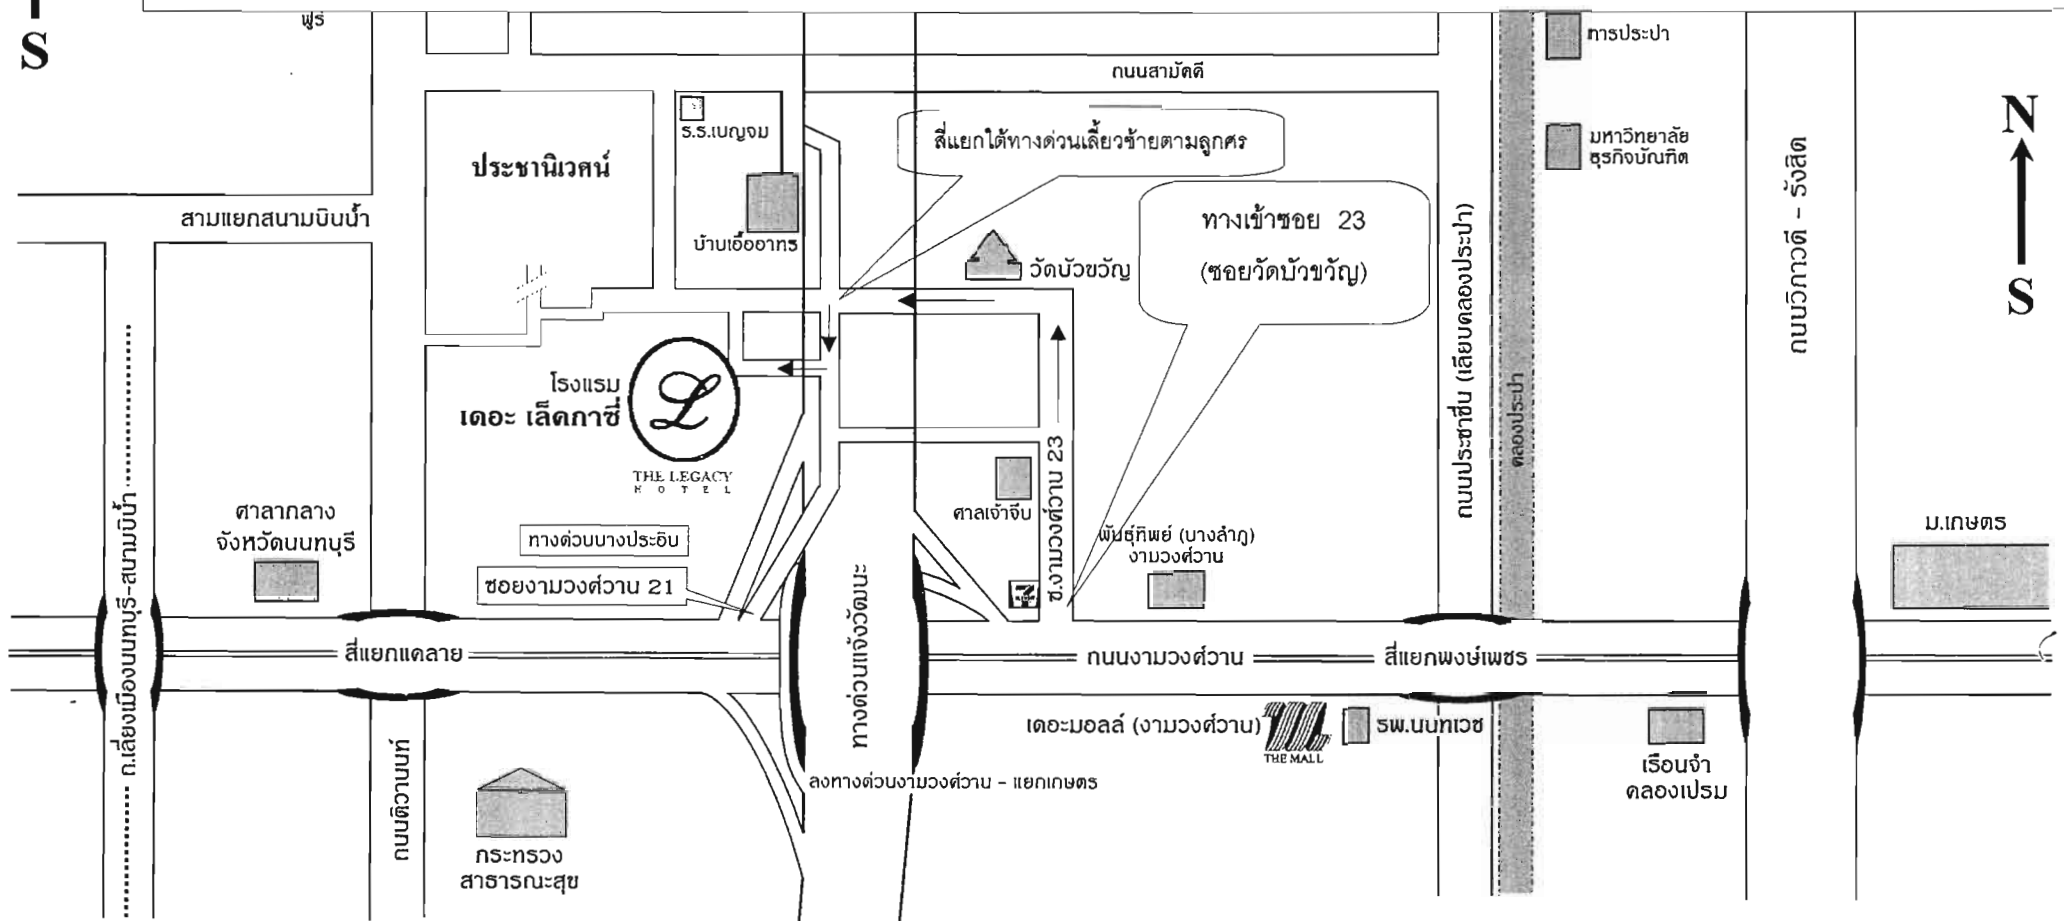 S
ฟูร์
การประปา
ถนนสามัคคี
N
S
ร.ร.เบญจม
สี่แยกใต้ทางด่วนเลี้ยวซ้ายตามลูกศร
มหาวิทยาลัย
ธุรกิจบัณฑิต
ประชานิเวศน์
ถนนวิภาวดี - รังสิต
สามแยกสนามบินน้ำ
บ้านเอื้ออาทร
วัดบัวขวัญ
ทางเข้าซอย 23
(ซอยวัดบัวขวัญ)
ถนนประชาชื่น (เลียบคลองประปา)
คลองประปา
โรงแรม
เดอะ เล็คกาซี่
THE LEGACY
HOTEL
ซ.งามวงศ์วาน 23
ศาลเจ้าจีน
ศาลากลาง
จังหวัดนนทบุรี
ทางด่วนบางปะอิน
ซอยงามวงศ์วาน 21
พันธุ์ทิพย์ (บางลำภู)
งามวงศ์วาน
ม.เกษตร
ถ.เลี่ยงเมืองนนทบุรี-สนามบินน้ำ
สี่แยกแคลาย
ทางด่วนแจ้งวัฒนะ
ถนนงามวงศ์วาน
สี่แยกพงษ์เพชร
เดอะมอลล์ (งามวงศ์วาน)
THE MALL
รพ.นนทเวช
เรือนจำ
คลองเปรม
ลงทางด่วนงามวงศ์วาน - แยกเกษตร
ถนนติวานนท์
กระทรวง
สาธารณะสุข